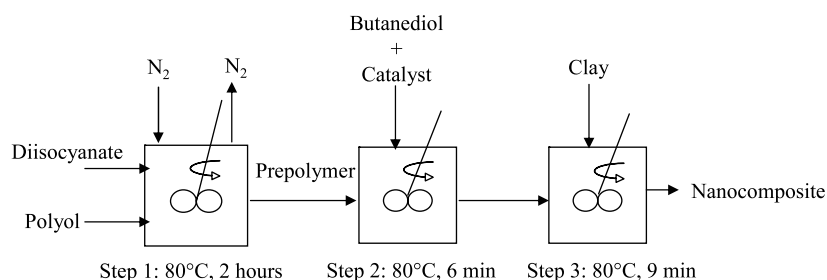 Butanediol
+
Catalyst
N₂
N₂
Clay
Diisocyanate
Prepolymer
Polyol
Nanocomposite
Step 1: 80°C, 2 hours
Step 2: 80°C, 6 min
Step 3: 80°C, 9 min